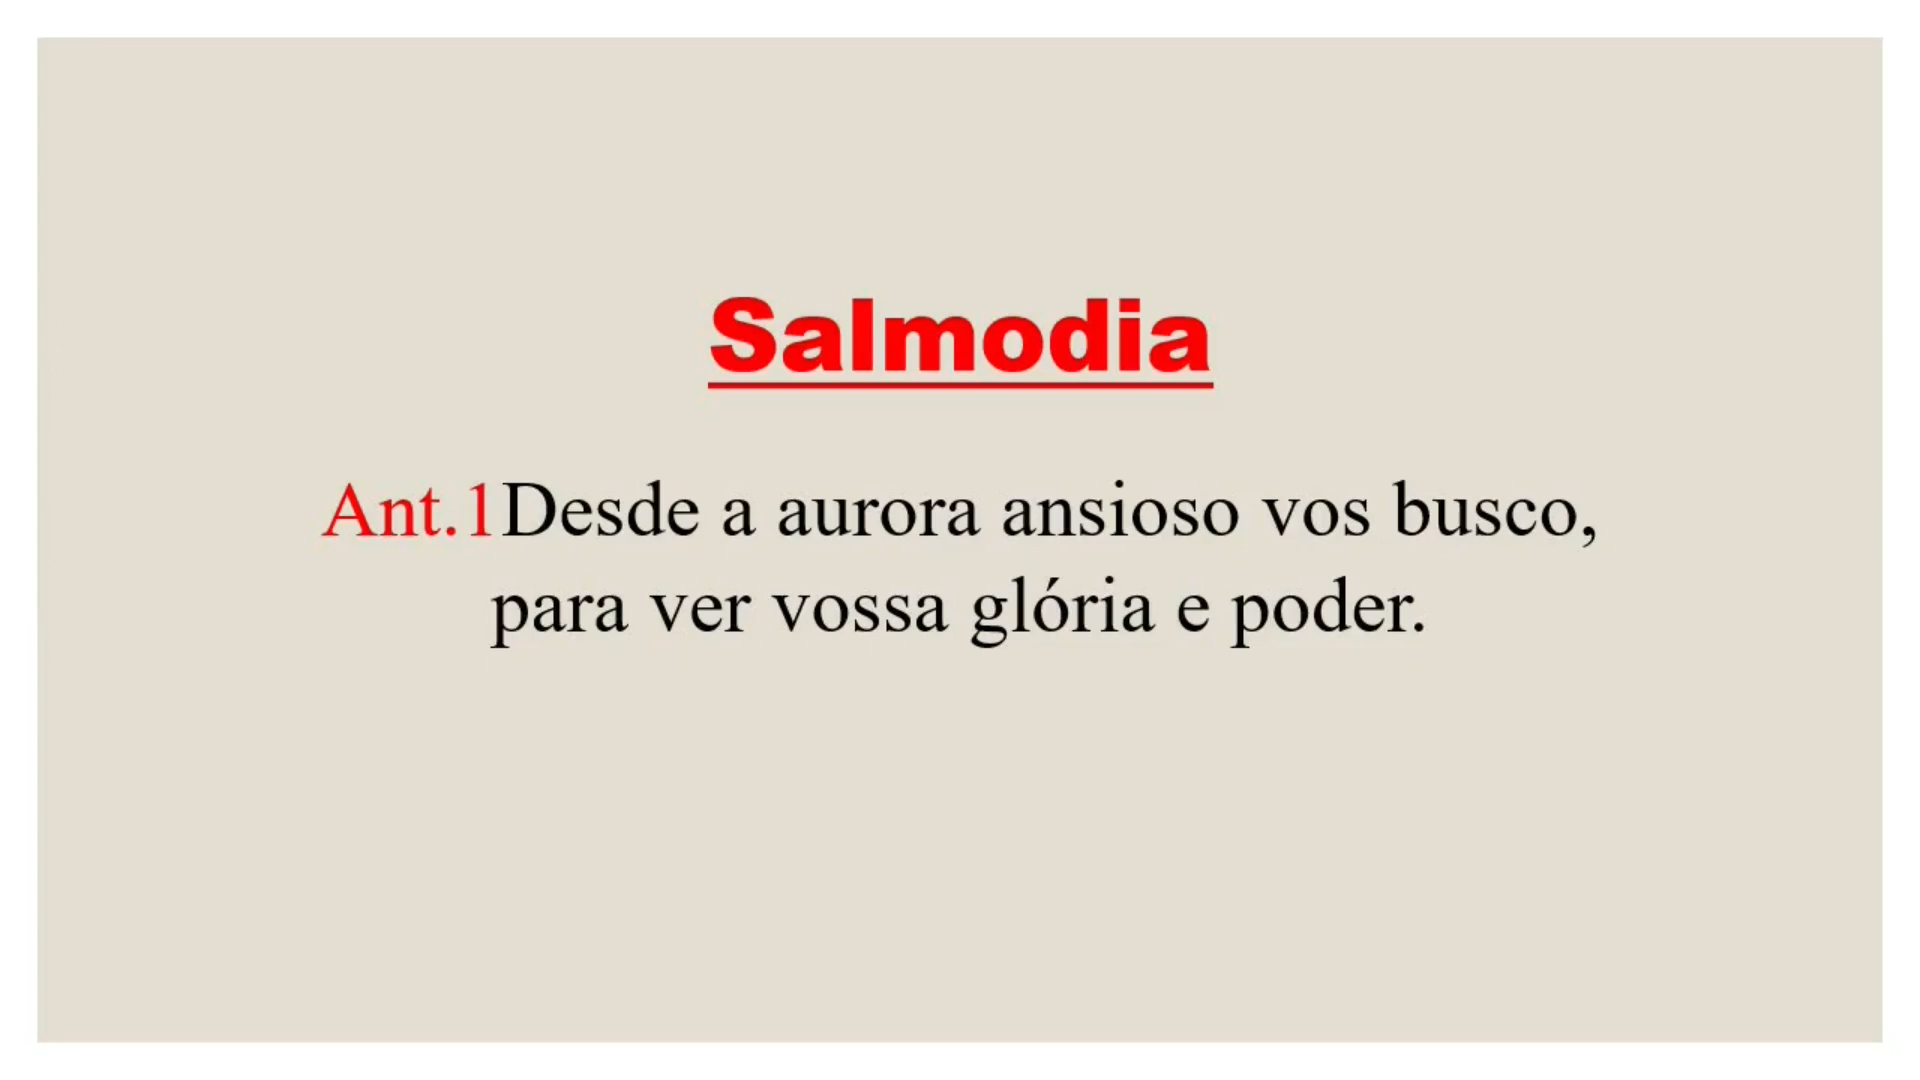 Salmodia
Ant.1Desde a aurora ansioso vos busco,
para ver vossa glória e poder.